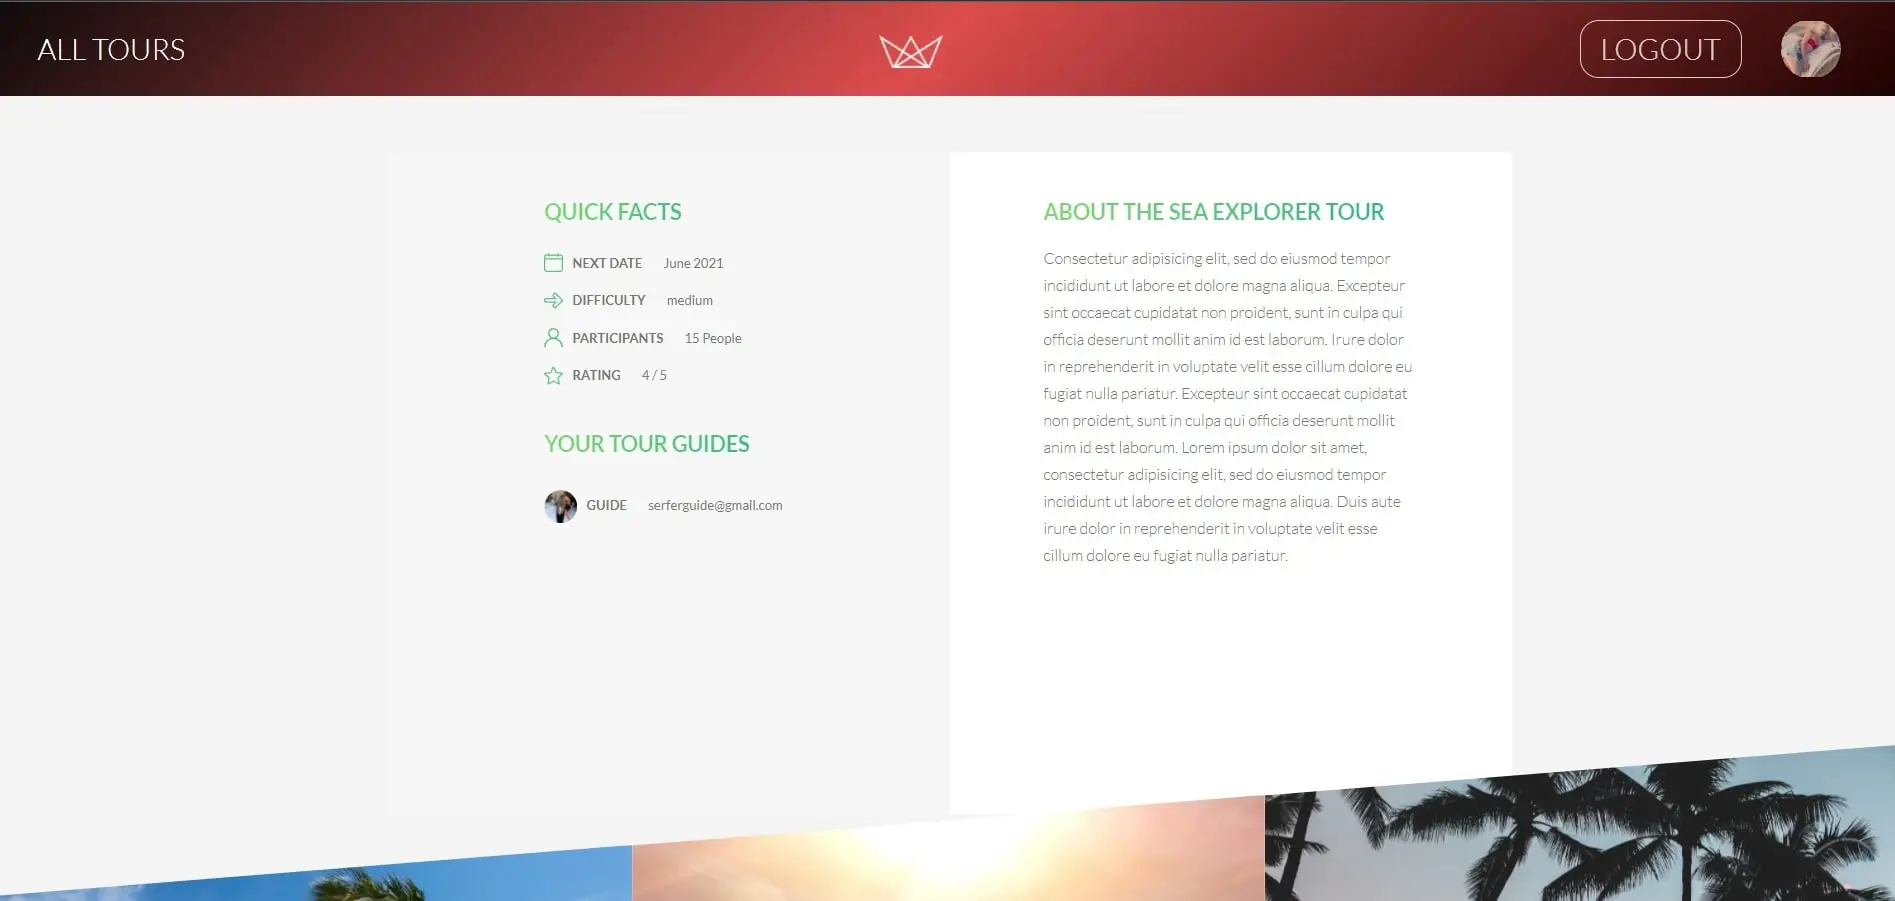 ALL TOURS
LOGOUT
QUICK FACTS
NEXT DATE June 2021
DIFFICULTY medium
PARTICIPANTS 15 People
RATING 4 / 5
YOUR TOUR GUIDES
GUIDE serferguide@gmail.com
ABOUT THE SEA EXPLORER TOUR
Consectetur adipisicing elit, sed do eiusmod tempor
incididunt ut labore et dolore magna aliqua. Excepteur
sint occaecat cupidatat non proident, sunt in culpa qui
officia deserunt mollit anim id est laborum. Irure dolor
in reprehenderit in voluptate velit esse cillum dolore eu
fugiat nulla pariatur. Excepteur sint occaecat cupidatat
non proident, sunt in culpa qui officia deserunt mollit
anim id est laborum. Lorem ipsum dolor sit amet,
consectetur adipisicing elit, sed do eiusmod tempor
incididunt ut labore et dolore magna aliqua. Duis aute
irure dolor in reprehenderit in voluptate velit esse
cillum dolore eu fugiat nulla pariatur.